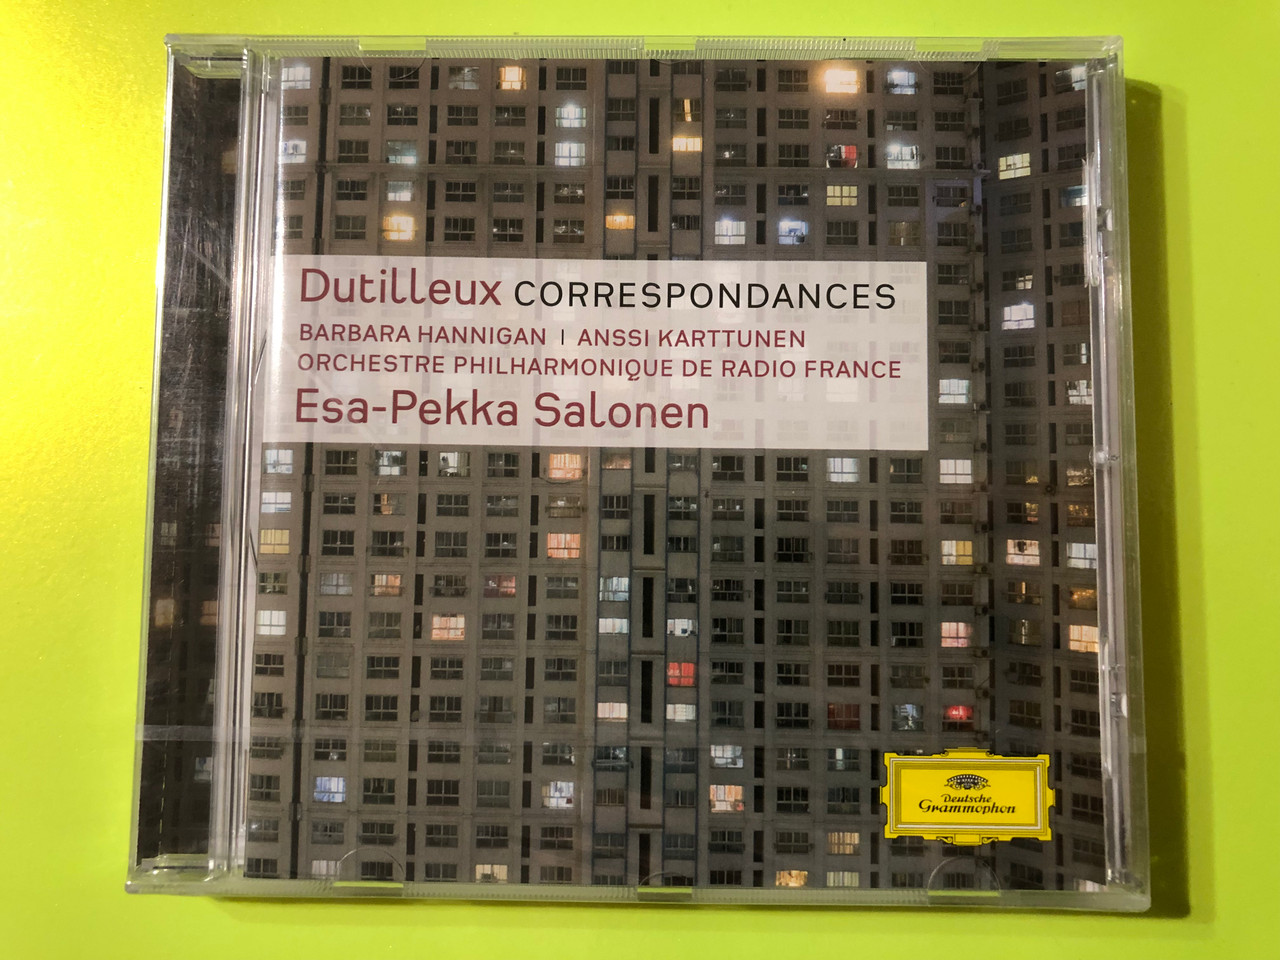 Dutilleux CORRESPONDANCES
BARBARA HANNIGAN | ANSSI KARTTUNEN
ORCHESTRE PHILHARMONIQUE DE RADIO FRANCE
Esa-Pekka Salonen
Deutsche
Grammophon